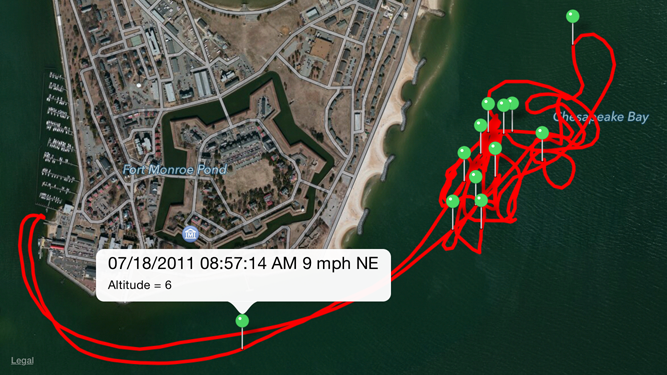 Chesapeake Bay
Fort Monroe Pond
07/18/2011 08:57:14 AM 9 mph NE
Altitude = 6
Legal